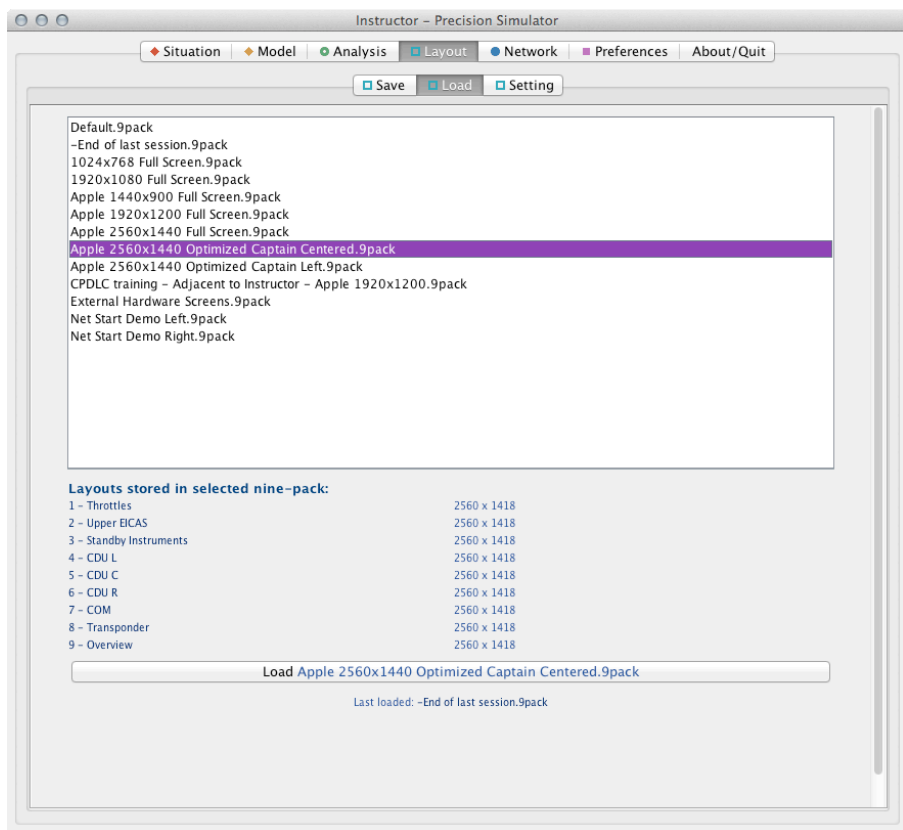 Instructor – Precision Simulator
Situation Model Analysis Layout Network Preferences About/Quit
Save Load Setting
Default.9pack
–End of last session.9pack
1024x768 Full Screen.9pack
1920x1080 Full Screen.9pack
Apple 1440x900 Full Screen.9pack
Apple 1920x1200 Full Screen.9pack
Apple 2560x1440 Full Screen.9pack
Apple 2560x1440 Optimized Captain Centered.9pack
Apple 2560x1440 Optimized Captain Left.9pack
CPDLC training – Adjacent to Instructor – Apple 1920x1200.9pack
External Hardware Screens.9pack
Net Start Demo Left.9pack
Net Start Demo Right.9pack
Layouts stored in selected nine-pack:
1 – Throttles 2560 x 1418
2 – Upper EICAS 2560 x 1418
3 – Standby Instruments 2560 x 1418
4 – CDU L 2560 x 1418
5 – CDU C 2560 x 1418
6 – CDU R 2560 x 1418
7 – COM 2560 x 1418
8 – Transponder 2560 x 1418
9 – Overview 2560 x 1418
Load Apple 2560x1440 Optimized Captain Centered.9pack
Last loaded: –End of last session.9pack